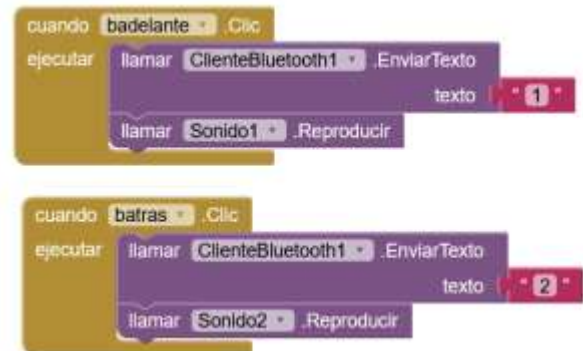 cuando badelante .Clic
ejecutar llamar ClienteBluetooth1 .EnviarTexto
texto " 1 "
llamar Sonido1 .Reproducir
cuando batras .Clic
ejecutar llamar ClienteBluetooth1 .EnviarTexto
texto " 2 "
llamar Sonido2 .Reproducir